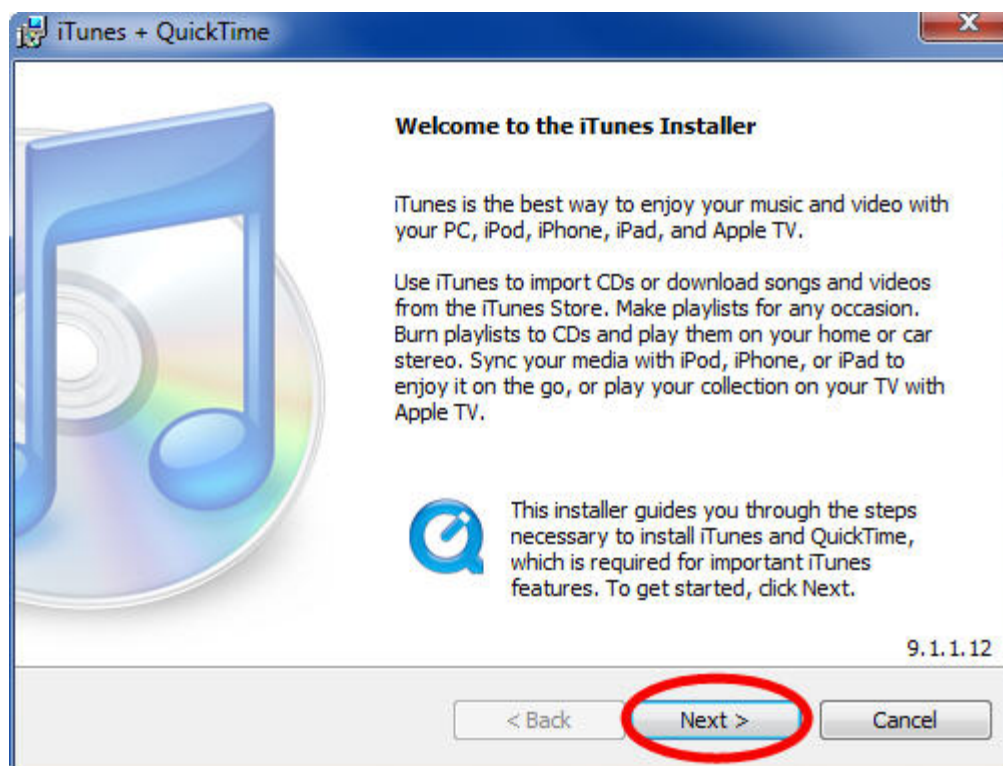 iTunes + QuickTime
Welcome to the iTunes Installer
iTunes is the best way to enjoy your music and video with
your PC, iPod, iPhone, iPad, and Apple TV.
Use iTunes to import CDs or download songs and videos
from the iTunes Store. Make playlists for any occasion.
Burn playlists to CDs and play them on your home or car
stereo. Sync your media with iPod, iPhone, or iPad to
enjoy it on the go, or play your collection on your TV with
Apple TV.
This installer guides you through the steps
necessary to install iTunes and QuickTime,
which is required for important iTunes
features. To get started, click Next.
9.1.1.12
< Back
Next >
Cancel